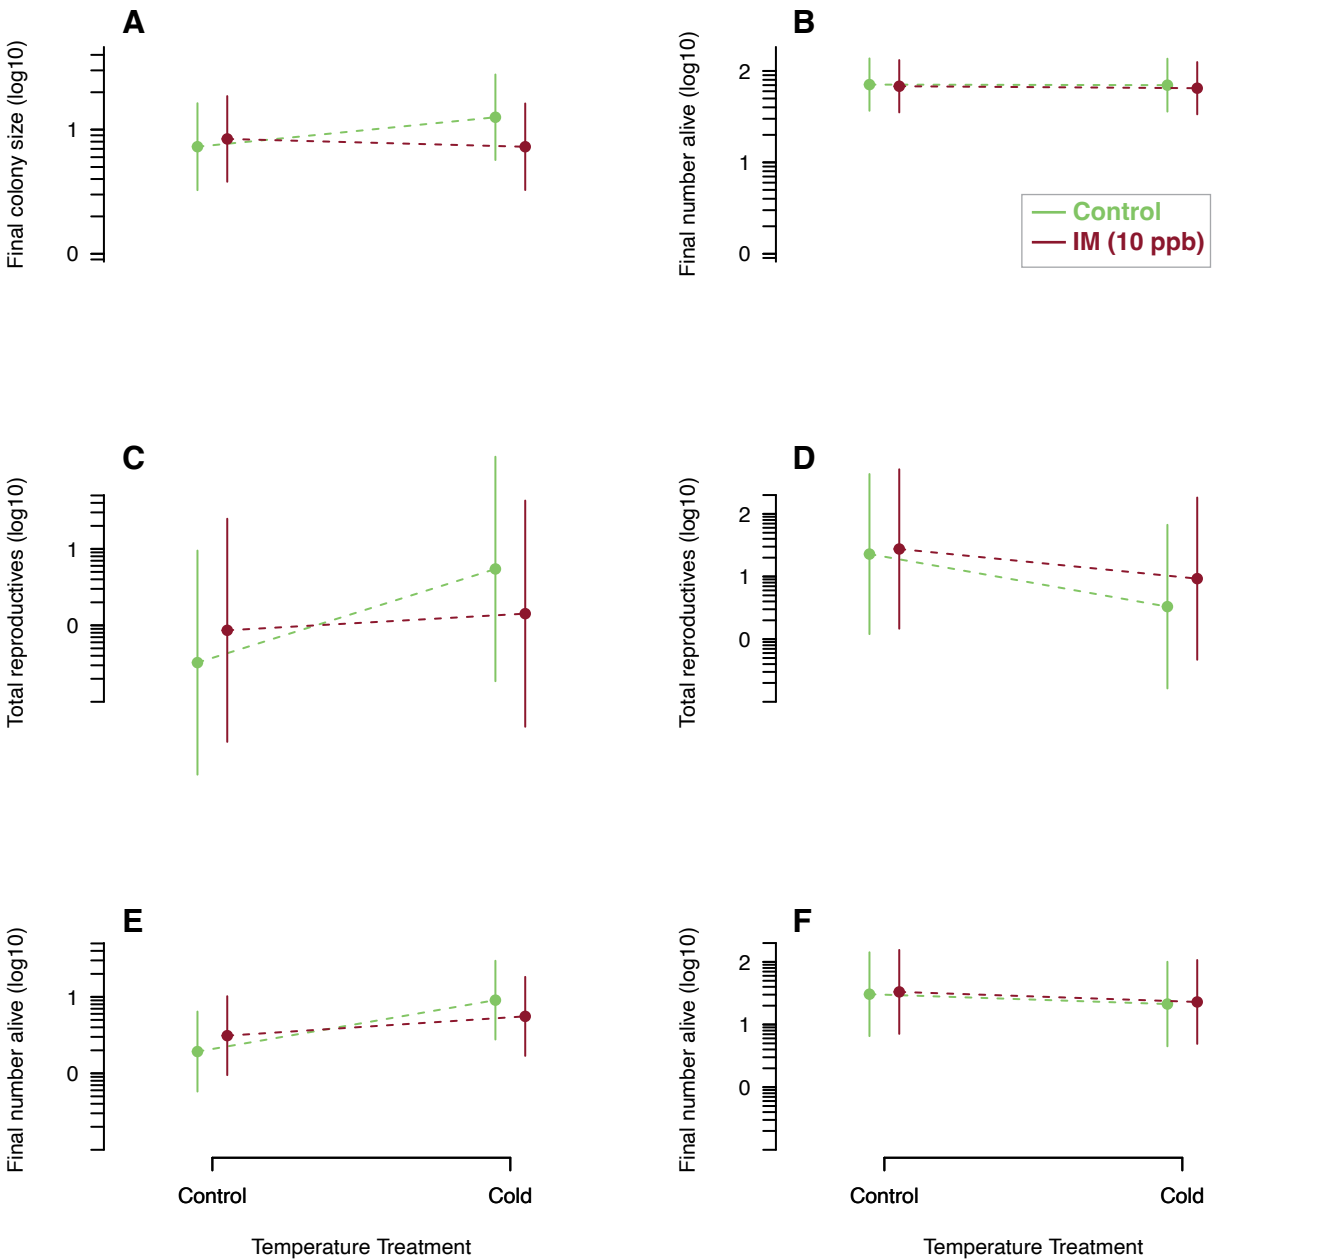 A
Final colony size (log10)
1
0
B
Final number alive (log10)
2
1
0
Control
IM (10 ppb)
C
Total reproductives (log10)
1
0
D
Total reproductives (log10)
2
1
0
E
Final number alive (log10)
1
0
Control
Cold
Temperature Treatment
F
Final number alive (log10)
2
1
0
Control
Cold
Temperature Treatment